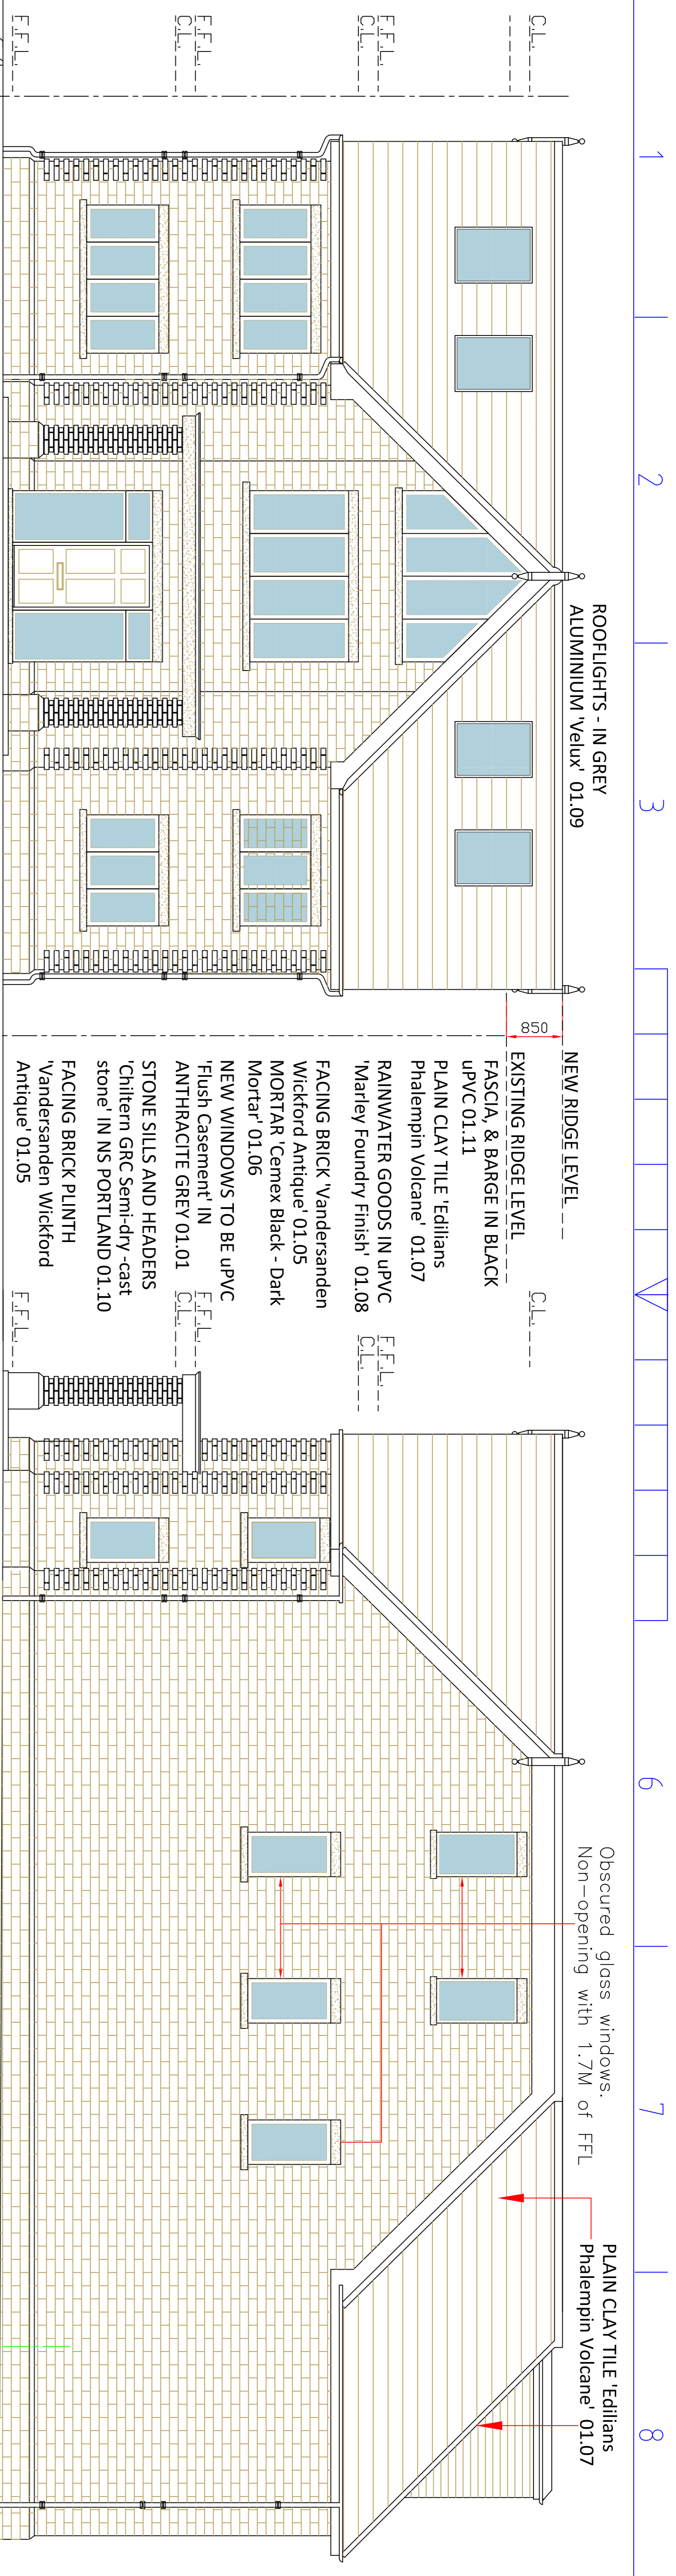 1
2
3
6
7
8
ROOFLIGHTS - IN GREY
ALUMINIUM 'Velux' 01.09
Obscured glass windows.
Non-opening with 1.7M of FFL
PLAIN CLAY TILE 'Edilians
Phalempin Volcane' 01.07
C.L.
F.F.L.
C.L.
F.F.L.
C.L.
F.F.L.
850
NEW RIDGE LEVEL
EXISTING RIDGE LEVEL
FASCIA, & BARGE IN BLACK
uPVC 01.11
PLAIN CLAY TILE 'Edilians
Phalempin Volcane' 01.07
RAINWATER GOODS IN uPVC
'Marley Foundry Finish' 01.08
FACING BRICK 'Vandersanden
Wickford Antique' 01.05
MORTAR 'Cemex Black - Dark
Mortar' 01.06
NEW WINDOWS TO BE uPVC
'Flush Casement' IN
ANTHRACITE GREY 01.01
STONE SILLS AND HEADERS
'Chiltern GRC Semi-dry -cast
stone' IN NS PORTLAND 01.10
FACING BRICK PLINTH
'Vandersanden Wickford
Antique' 01.05
C.L.
F.F.L.
C.L.
F.F.L.
C.L.
F.F.L.